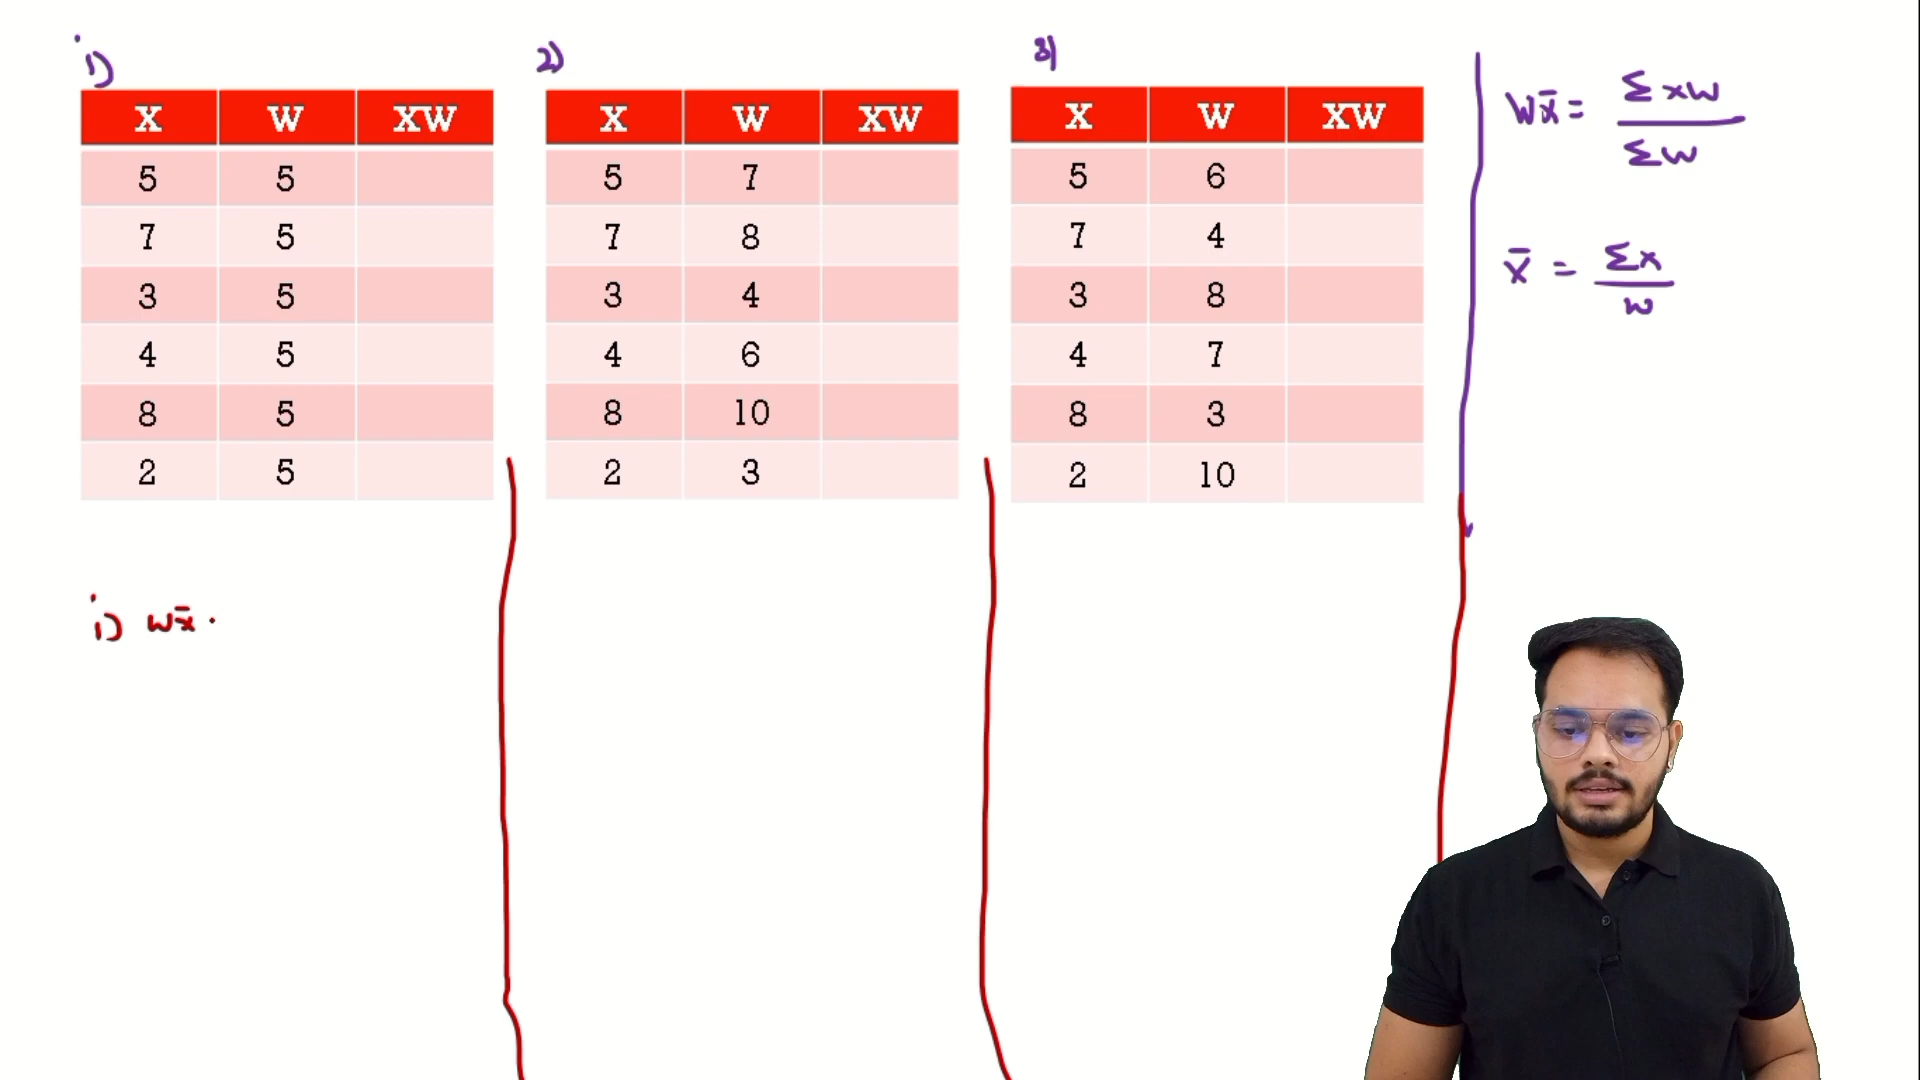 1) 2) 3)
X W XW
5 5
7 5
3 5
4 5
8 5
2 5
X W XW
5 7
7 8
3 4
4 6
8 10
2 3
X W XW
5 6
7 4
3 8
4 7
8 3
2 10
Wx̄ = Σxw / Σw
x̄ = Σx / w
1) wx̄